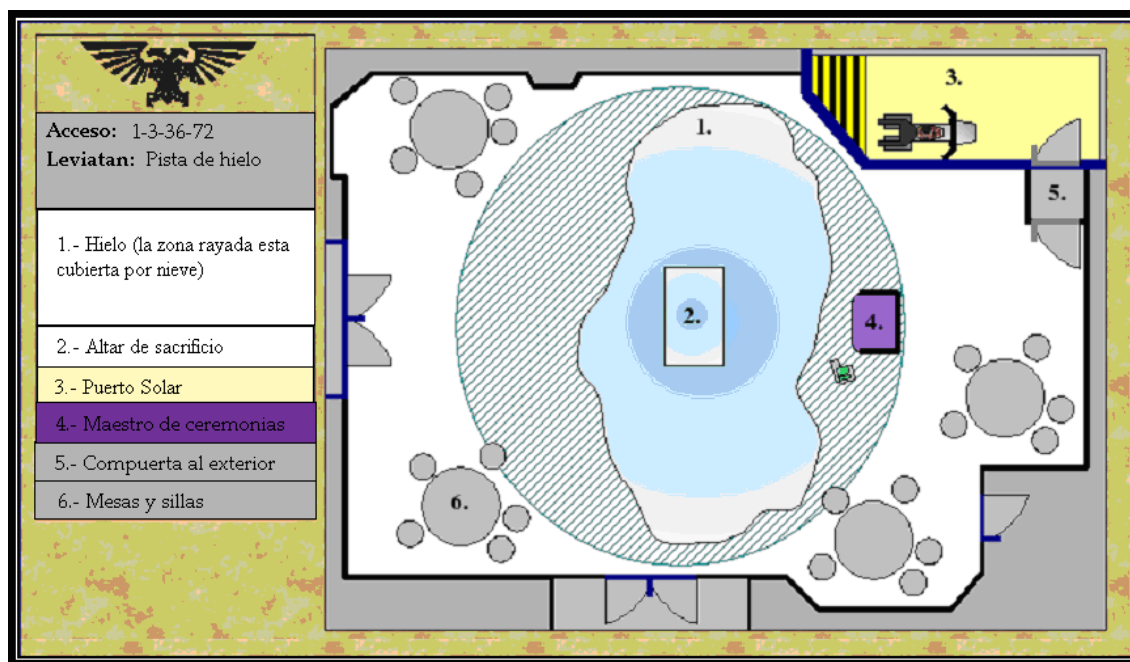 Acceso: 1-3-36-72
Leviatan: Pista de hielo
1.- Hielo (la zona rayada esta
cubierta por nieve)
2.- Altar de sacrificio
3.- Puerto Solar
4.- Maestro de ceremonias
5.- Compuerta al exterior
6.- Mesas y sillas
3.
1.
5.
2.
4.
6.